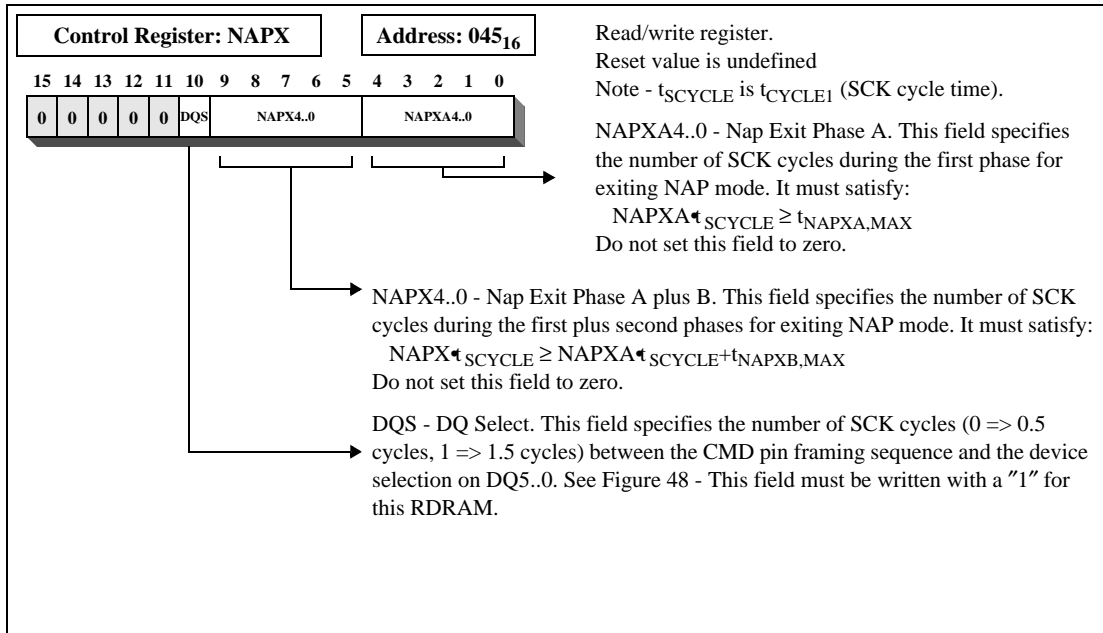 Control Register: NAPX
Address: 045₁₆
15 14 13 12 11 10 9 8 7 6 5 4 3 2 1 0
0 0 0 0 0 DQS NAPX4..0 NAPXA4..0
Read/write register.
Reset value is undefined
Note - tSCYCLE is tCYCLE1 (SCK cycle time).
NAPXA4..0 - Nap Exit Phase A. This field specifies
the number of SCK cycles during the first phase for
exiting NAP mode. It must satisfy:
NAPXA•tSCYCLE ≥ tNAPXA,MAX
Do not set this field to zero.
NAPX4..0 - Nap Exit Phase A plus B. This field specifies the number of SCK
cycles during the first plus second phases for exiting NAP mode. It must satisfy:
NAPX•tSCYCLE ≥ NAPXA•tSCYCLE+tNAPXB,MAX
Do not set this field to zero.
DQS - DQ Select. This field specifies the number of SCK cycles (0 => 0.5
cycles, 1 => 1.5 cycles) between the CMD pin framing sequence and the device
selection on DQ5..0. See Figure 48 - This field must be written with a ″1″ for
this RDRAM.